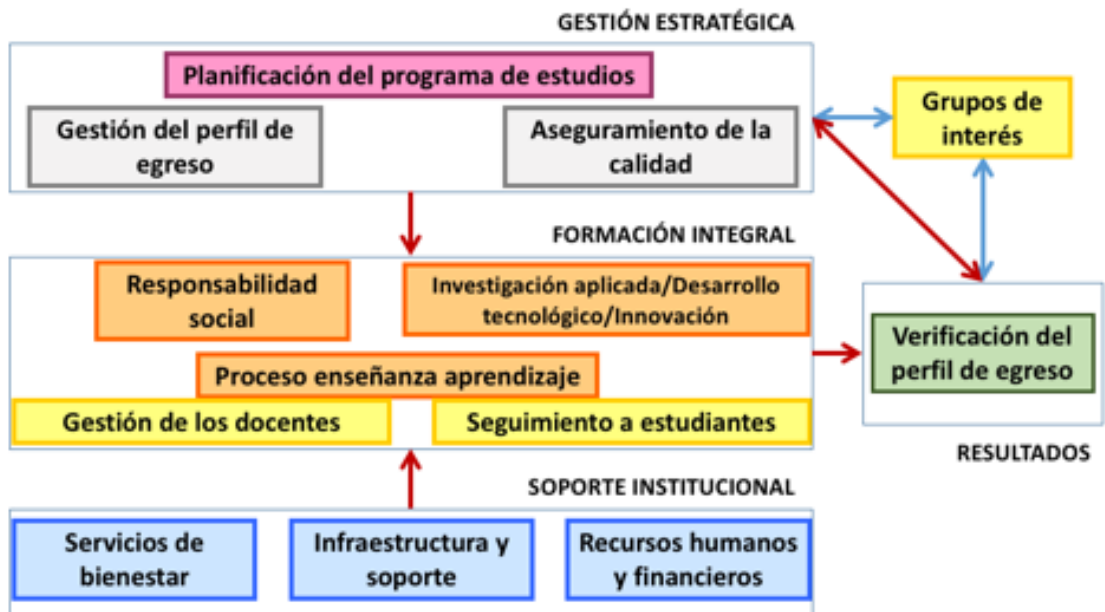 GESTIÓN ESTRATÉGICA
Planificación del programa de estudios
Gestión del perfil de
egreso
Aseguramiento de la
calidad
Grupos de
interés
FORMACIÓN INTEGRAL
Responsabilidad
social
Investigación aplicada/Desarrollo
tecnológico/Innovación
Proceso enseñanza aprendizaje
Gestión de los docentes
Seguimiento a estudiantes
Verificación del
perfil de egreso
RESULTADOS
SOPORTE INSTITUCIONAL
Servicios de
bienestar
Infraestructura y
soporte
Recursos humanos
y financieros